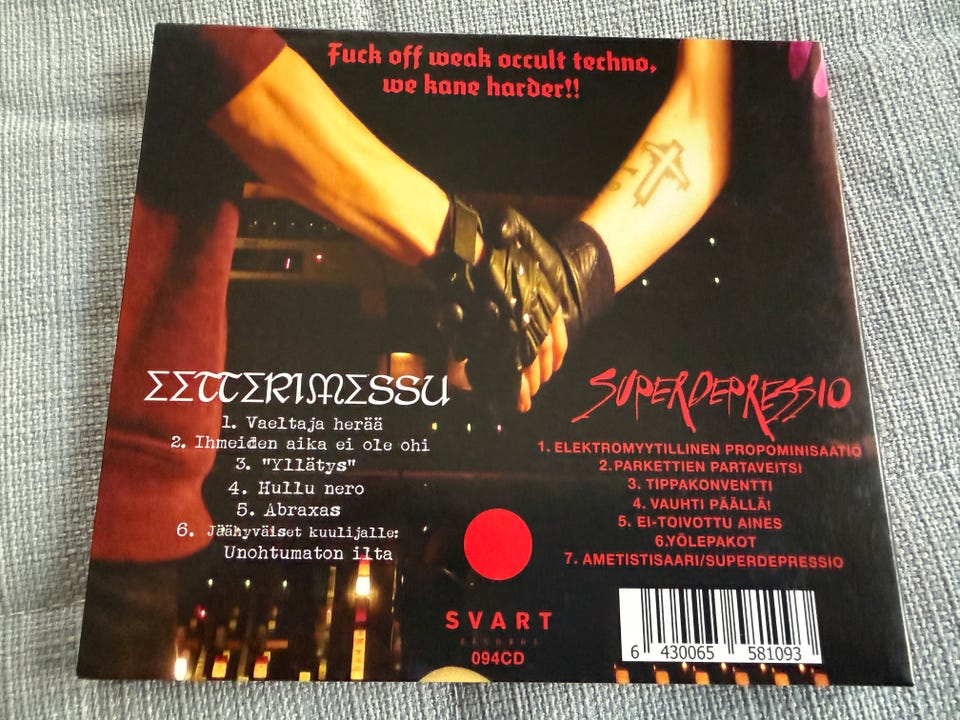 Fuck off weak occult techno,
we kane harder!!
EETTERIMESSU
1. Vaeltaja herää
2. Ihmeiden aika ei ole ohi
3. "Yllätys"
4. Hullu nero
5. Abraxas
6. Jäähyväiset kuulijalle:
Unohtumaton ilta
SUPERDEPRESSIO
1. ELEKTROMYYTILLINEN PROPOMINISAATIO
2. PARKETTIEN PARTAVEITSI
3. TIPPAKONVENTTI
4. VAUHTI PÄÄLLÄ!
5. EI-TOIVOTTU AINES
6.YÖLEPAKOT
7. AMETISTISAARI/SUPERDEPRESSIO
SVART
RECORDS
094CD
6 430065 581093